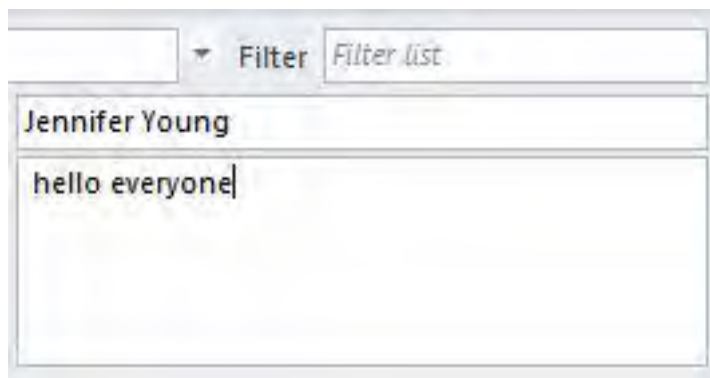 Filter Filter list
Jennifer Young
hello everyone